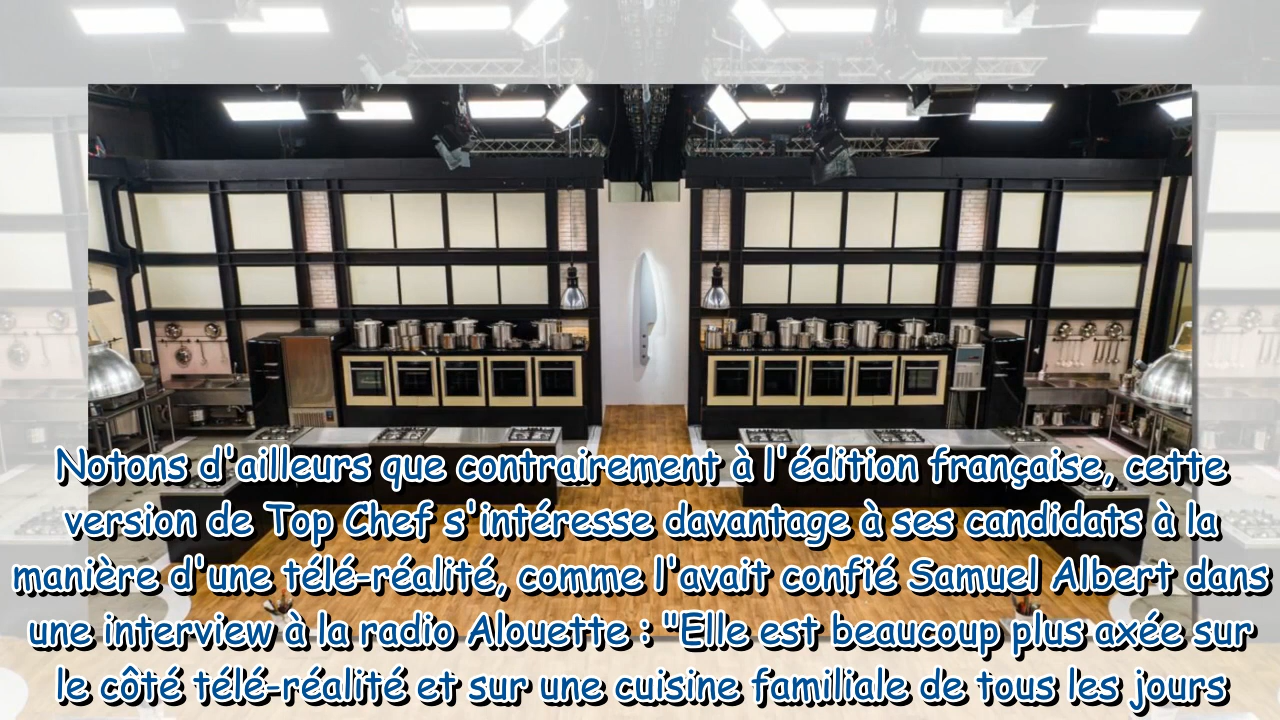 Notons d'ailleurs que contrairement à l'édition française, cette
version de Top Chef s'intéresse davantage à ses candidats à la
manière d'une télé-réalité, comme l'avait confié Samuel Albert dans
une interview à la radio Alouette : "Elle est beaucoup plus axée sur
le côté télé-réalité et sur une cuisine familiale de tous les jours